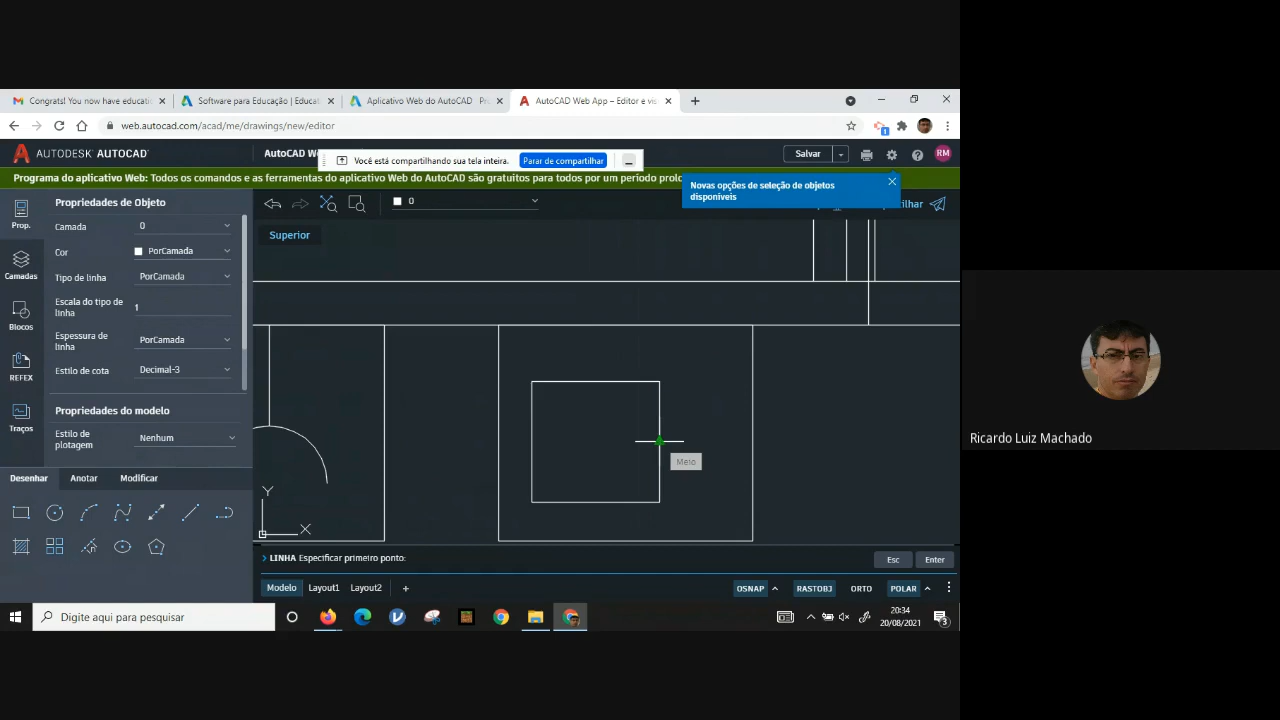 Congrats! You now have educati
Software para Educação | Educat
Aplicativo Web do AutoCAD - Pr
AutoCAD Web App – Editor e vis
web.autocad.com/acad/me/drawings/new/editor
AUTODESK® AUTOCAD®
AutoCAD W
Você está compartilhando sua tela inteira.
Parar de compartilhar
Salvar
RM
Programa do aplicativo Web: Todos os comandos e as ferramentas do aplicativo Web do AutoCAD são gratuitos para todos por um período prolo
Novas opções de seleção de objetos
disponíveis
ilhar
Prop.
Camadas
Blocos
REFEX
Traços
Propriedades de Objeto
Camada 0
Cor PorCamada
Tipo de linha PorCamada
Escala do tipo de
linha 1
Espessura de
linha PorCamada
Estilo de cota Decimal-3
Propriedades do modelo
Estilo de
plotagem Nenhum
Desenhar Anotar Modificar
0
Superior
Meio
Y
X
LINHA Especificar primeiro ponto:
Esc Enter
Modelo Layout1 Layout2 +
OSNAP RASTOBJ ORTO POLAR
Digite aqui para pesquisar
20:34
20/08/2021
3
Ricardo Luiz Machado